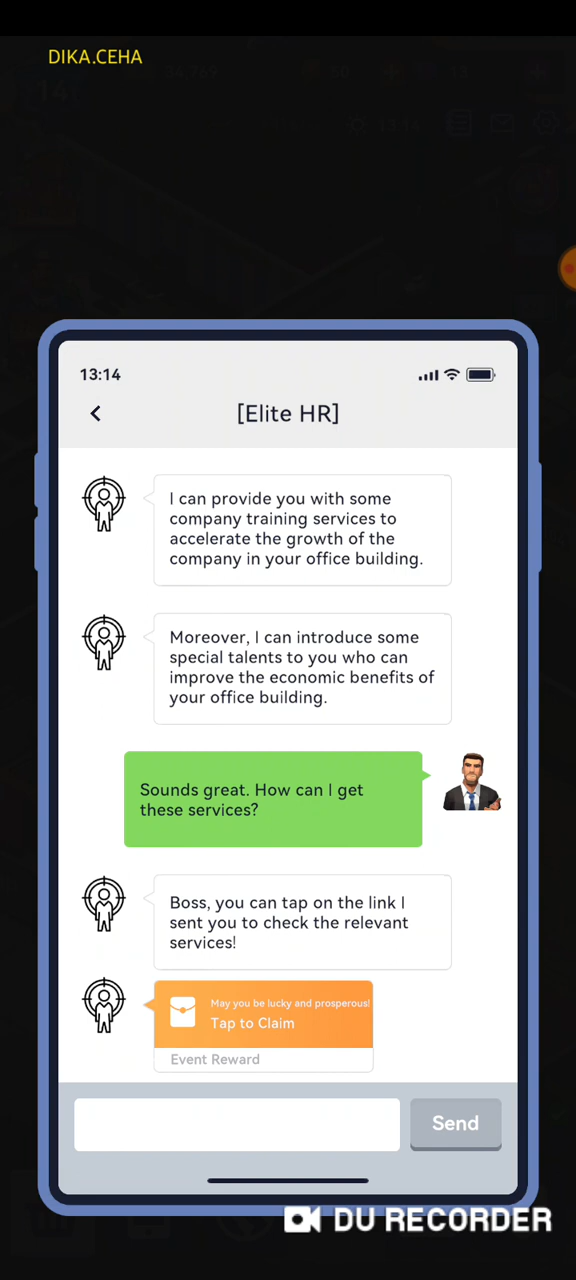 DIKA.CEHA
13:14
[Elite HR]
I can provide you with some
company training services to
accelerate the growth of the
company in your office building.
Moreover, I can introduce some
special talents to you who can
improve the economic benefits of
your office building.
Sounds great. How can I get
these services?
Boss, you can tap on the link I
sent you to check the relevant
services!
May you be lucky and prosperous!
Tap to Claim
Event Reward
Send
DU RECORDER